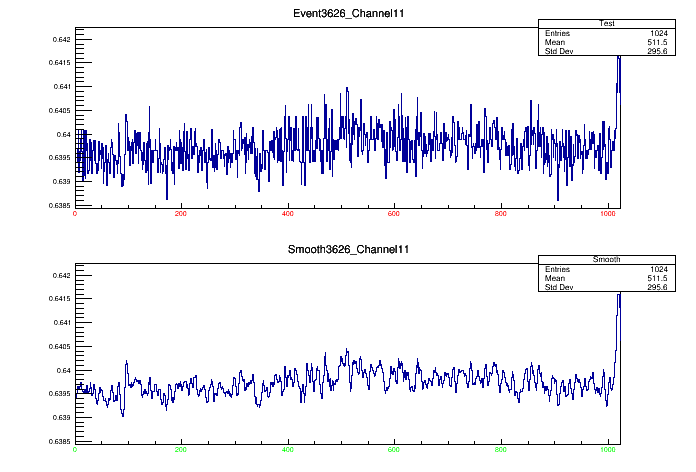 Event3626_Channel11
Test
Entries 1024
Mean 511.5
Std Dev 295.6
0.642
0.6415
0.641
0.6405
0.64
0.6395
0.639
0.6385
0 200 400 600 800 1000
Smooth3626_Channel11
Smooth
Entries 1024
Mean 511.5
Std Dev 295.6
0.642
0.6415
0.641
0.6405
0.64
0.6395
0.639
0.6385
0 200 400 600 800 1000